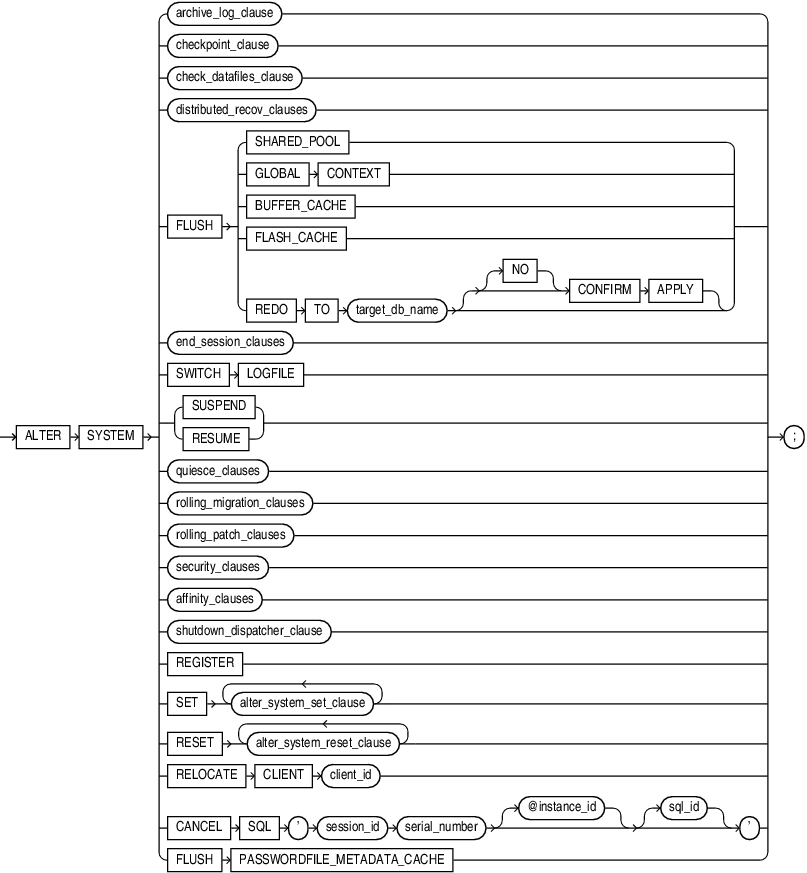 archive_log_clause
checkpoint_clause
check_datafiles_clause
distributed_recov_clauses
SHARED_POOL
GLOBAL CONTEXT
BUFFER_CACHE
FLUSH
FLASH_CACHE
NO
CONFIRM APPLY
REDO TO target_db_name
end_session_clauses
SWITCH LOGFILE
SUSPEND
ALTER SYSTEM RESUME ;
quiesce_clauses
rolling_migration_clauses
rolling_patch_clauses
security_clauses
affinity_clauses
shutdown_dispatcher_clause
REGISTER
SET alter_system_set_clause
RESET alter_system_reset_clause
RELOCATE CLIENT client_id
@instance_id sql_id
CANCEL SQL ' session_id serial_number '
FLUSH PASSWORDFILE_METADATA_CACHE